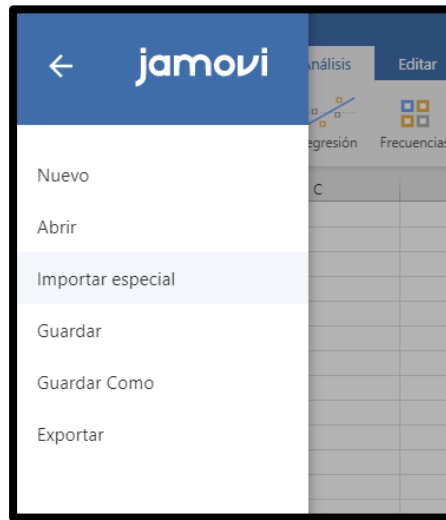 jamovi
Análisis
Editar
Regresión
Frecuencias
C
Nuevo
Abrir
Importar especial
Guardar
Guardar Como
Exportar